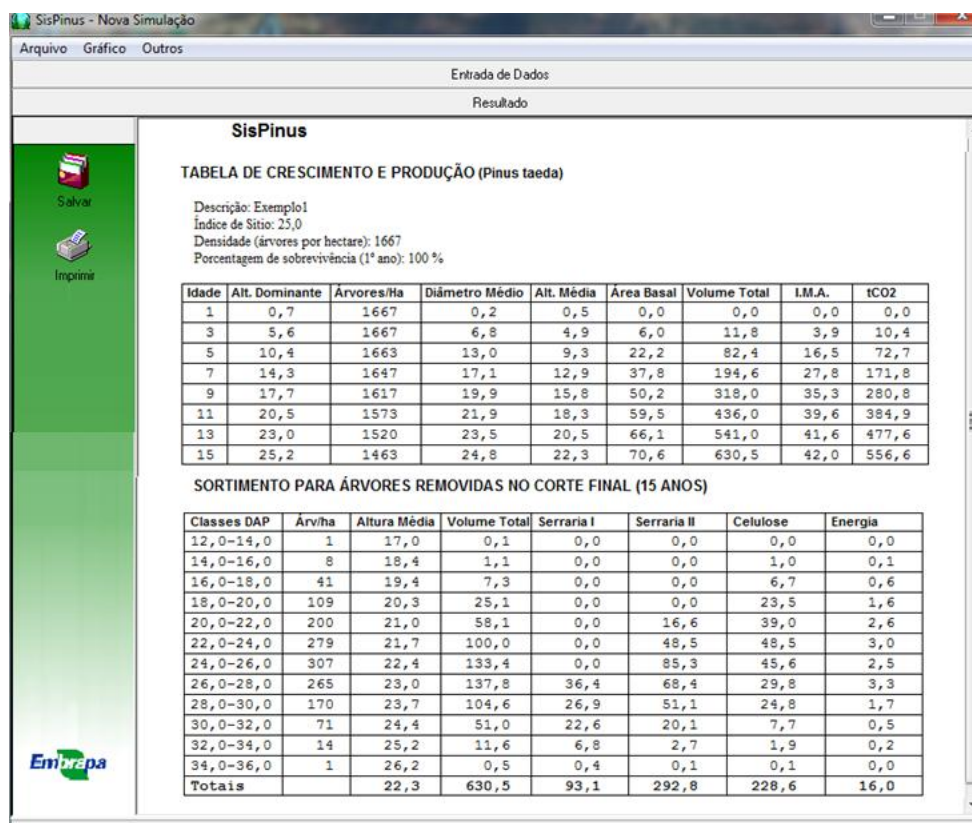 SisPinus - Nova Simulação
Arquivo Gráfico Outros
Entrada de Dados
Resultado
Salvar
Imprimir
SisPinus
TABELA DE CRESCIMENTO E PRODUÇÃO (Pinus taeda)
Descrição: Exemplo1
Índice de Sítio: 25,0
Densidade (árvores por hectare): 1667
Porcentagem de sobrevivência (1º ano): 100 %
Idade Alt. Dominante Árvores/Ha Diâmetro Médio Alt. Média Área Basal Volume Total I.M.A. tCO2
1 0,7 1667 0,2 0,5 0,0 0,0 0,0 0,0
3 5,6 1667 6,8 4,9 6,0 11,8 3,9 10,4
5 10,4 1663 13,0 9,3 22,2 82,4 16,5 72,7
7 14,3 1647 17,1 12,9 37,8 194,6 27,8 171,8
9 17,7 1617 19,9 15,8 50,2 318,0 35,3 280,8
11 20,5 1573 21,9 18,3 59,5 436,0 39,6 384,9
13 23,0 1520 23,5 20,5 66,1 541,0 41,6 477,6
15 25,2 1463 24,8 22,3 70,6 630,5 42,0 556,6
SORTIMENTO PARA ÁRVORES REMOVIDAS NO CORTE FINAL (15 ANOS)
Classes DAP Árv/ha Altura Média Volume Total Serraria I Serraria II Celulose Energia
12,0-14,0 1 17,0 0,1 0,0 0,0 0,0 0,0
14,0-16,0 8 18,4 1,1 0,0 0,0 1,0 0,1
16,0-18,0 41 19,4 7,3 0,0 0,0 6,7 0,6
18,0-20,0 109 20,3 25,1 0,0 0,0 23,5 1,6
20,0-22,0 200 21,0 58,1 0,0 16,6 39,0 2,6
22,0-24,0 279 21,7 100,0 0,0 48,5 48,5 3,0
24,0-26,0 307 22,4 133,4 0,0 85,3 45,6 2,5
26,0-28,0 265 23,0 137,8 36,4 68,4 29,8 3,3
28,0-30,0 170 23,7 104,6 26,9 51,1 24,8 1,7
30,0-32,0 71 24,4 51,0 22,6 20,1 7,7 0,5
32,0-34,0 14 25,2 11,6 6,8 2,7 1,9 0,2
34,0-36,0 1 26,2 0,5 0,4 0,1 0,1 0,0
Totais 22,3 630,5 93,1 292,8 228,6 16,0
Embrapa